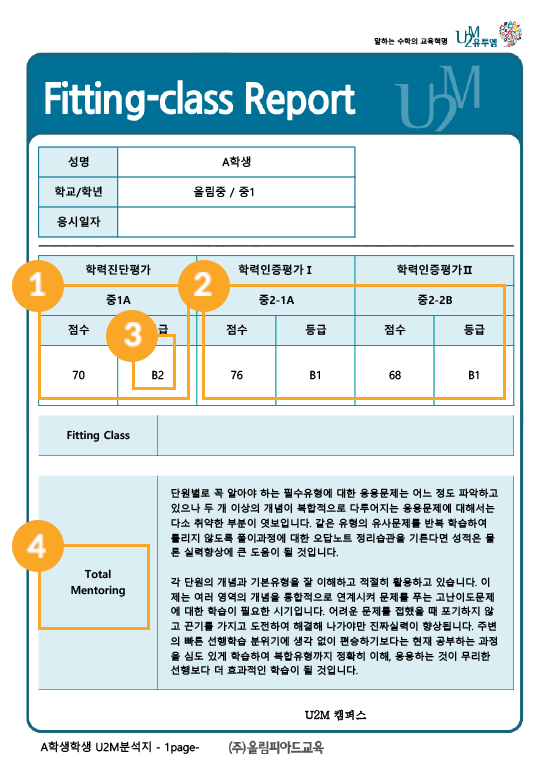 말하는 수학의 교육혁명 U2M 유투엠
Fitting-class Report U2M
성명 A학생
학교/학년 올림중 / 중1
응시일자
학력진단평가 학력인증평가 I 학력인증평가 II
1 2
중1A 중2-1A 중2-2B
점수 급 점수 등급 점수 등급
3
70 B2 76 B1 68 B1
Fitting Class
단원별로 꼭 알아야 하는 필수유형에 대한 응용문제는 어느 정도 파악하고
있으나 두 개 이상의 개념이 복합적으로 다루어지는 응용문제에 대해서는
다소 취약한 부분이 엿보입니다. 같은 유형의 유사문제를 반복 학습하여
틀리지 않도록 풀이과정에 대한 오답노트 정리습관을 기른다면 성적은 물
론 실력향상에 큰 도움이 될 것입니다.
4
Total
Mentoring
각 단원의 개념과 기본유형을 잘 이해하고 적절히 활용하고 있습니다. 이
제는 여러 영역의 개념을 통합적으로 연계시켜 문제를 푸는 고난이도문제
에 대한 학습이 필요한 시기입니다. 어려운 문제를 접했을 때 포기하지 않
고 끈기를 가지고 도전하여 해결해 나가야만 진짜실력이 향상됩니다. 주변
의 빠른 선행학습 분위기에 생각 없이 편승하기보다는 현재 공부하는 과정
을 심도 있게 학습하여 복합유형까지 정확히 이해, 응용하는 것이 무리한
선행보다 더 효과적인 학습이 될 것입니다.
U2M 캠퍼스
A학생학생 U2M분석지 - 1page- (주)올림피아드교육